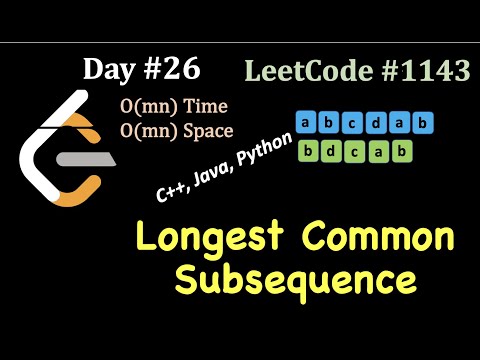 Day #26
LeetCode #1143
O(mn) Time
O(mn) Space
C++, Java, Python
a b c d a b
b d c a b
Longest Common
Subsequence